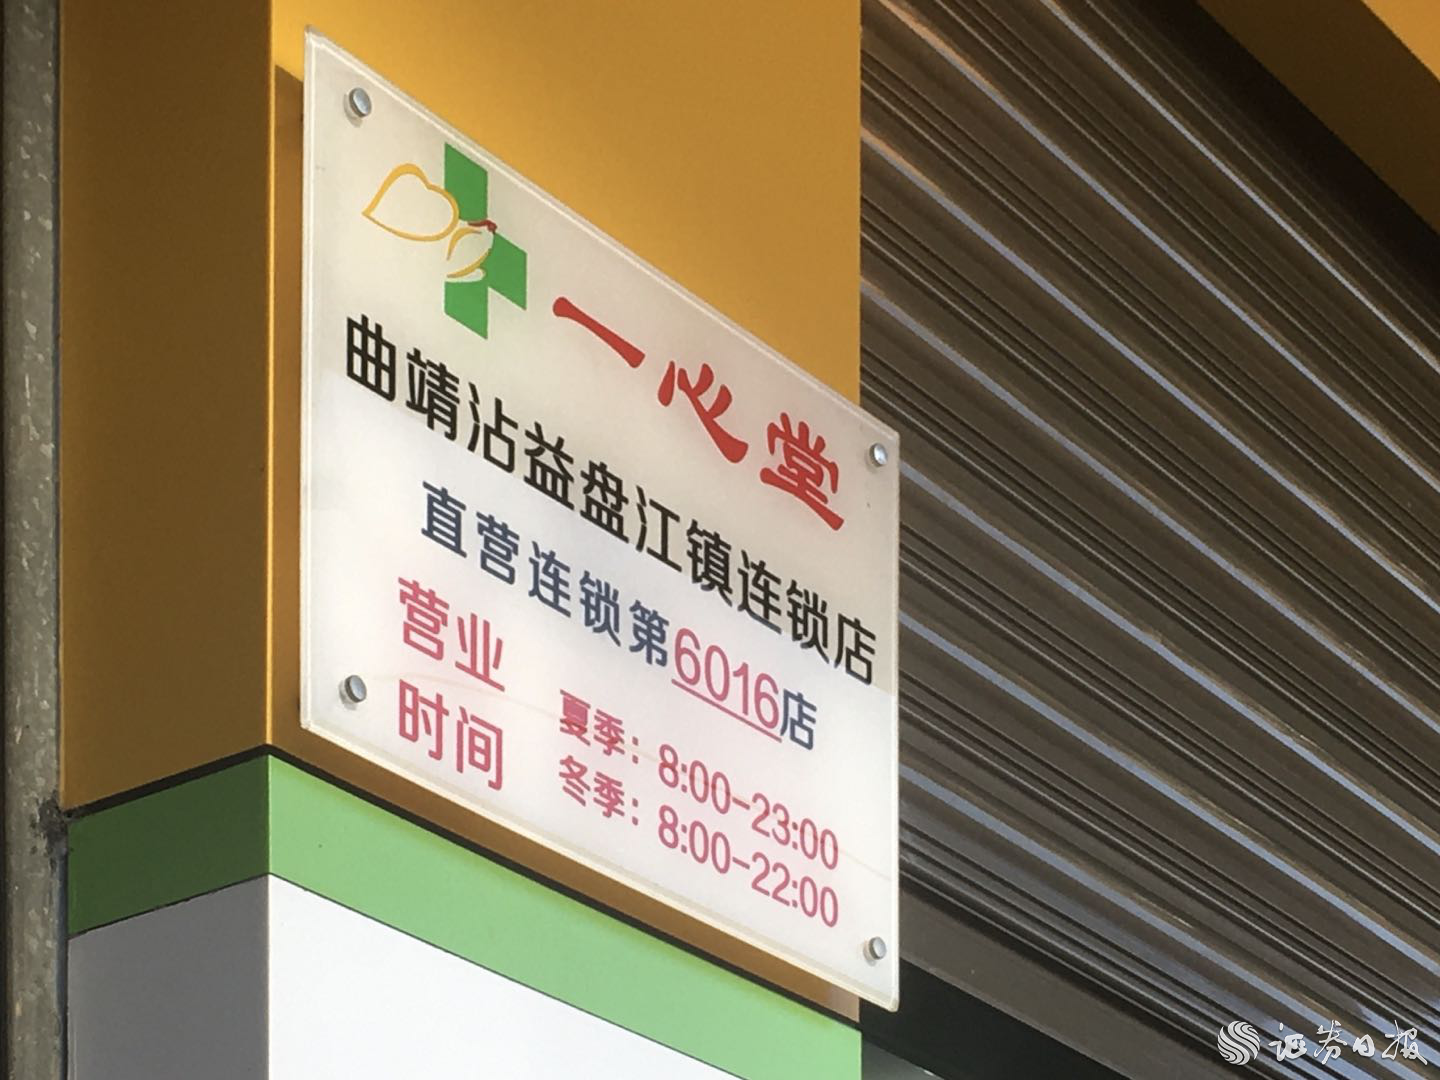 一心堂
曲靖沾益盘江镇连锁店
直营连锁第6016店
营业时间
夏季：8:00-23:00
冬季：8:00-22:00
证券日报